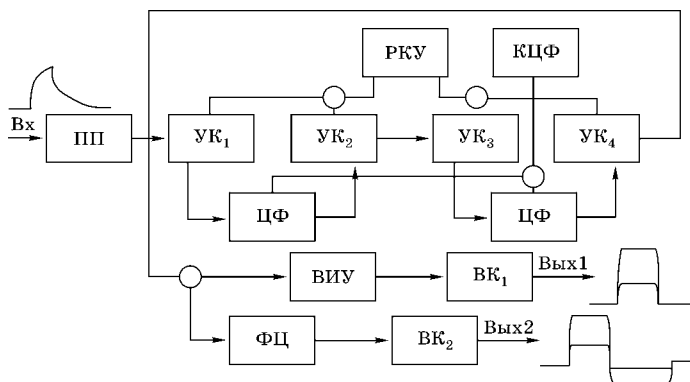 РКУ КЦФ
Вх
ПП УК₁ УК₂ УК₃ УК₄
ЦФ ЦФ
ВИУ ВК₁ Вых1
ФЦ ВК₂ Вых2